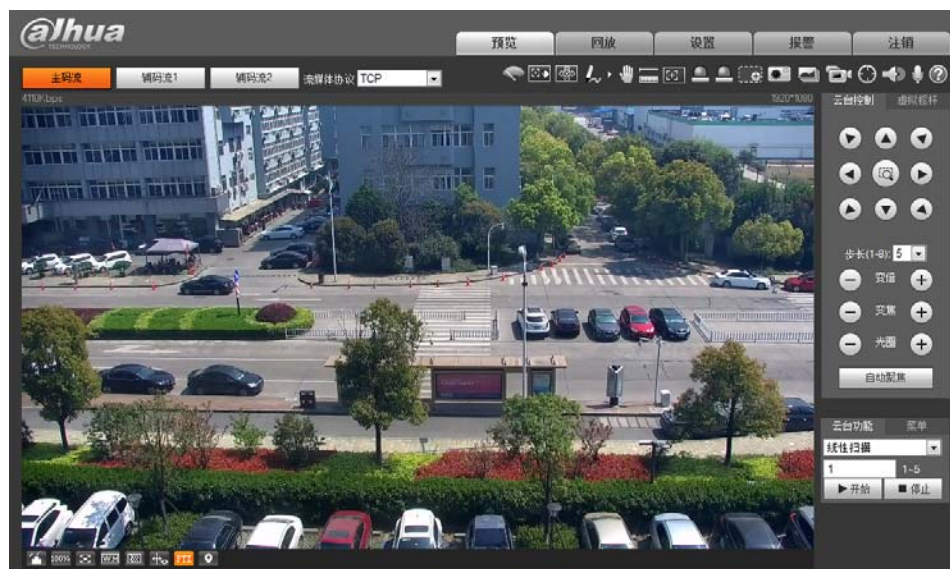 alhua
TECHNOLOGY
预览 回放 设置 报警 注销
主码流 辅码流1 辅码流2 流媒体协议 TCP
4110Kbps 1920*1080
云台控制 虚拟摇杆
步长(1-8): 5
变倍
变焦
光圈
自动聚焦
云台功能 菜单
线性扫描
1 1-5
开始 停止
100% W:H PTZ